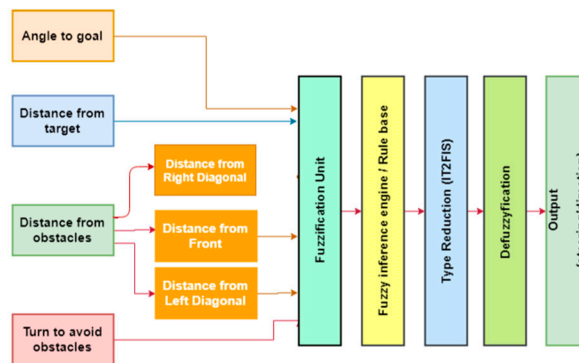 Angle to goal
Distance from
target
Distance from
obstacles
Turn to avoid
obstacles
Distance from
Right Diagonal
Distance from
Front
Distance from
Left Diagonal
Fuzzification Unit
Fuzzy inference engine / Rule base
Type Reduction (IT2FIS)
Defuzzyfication
Output